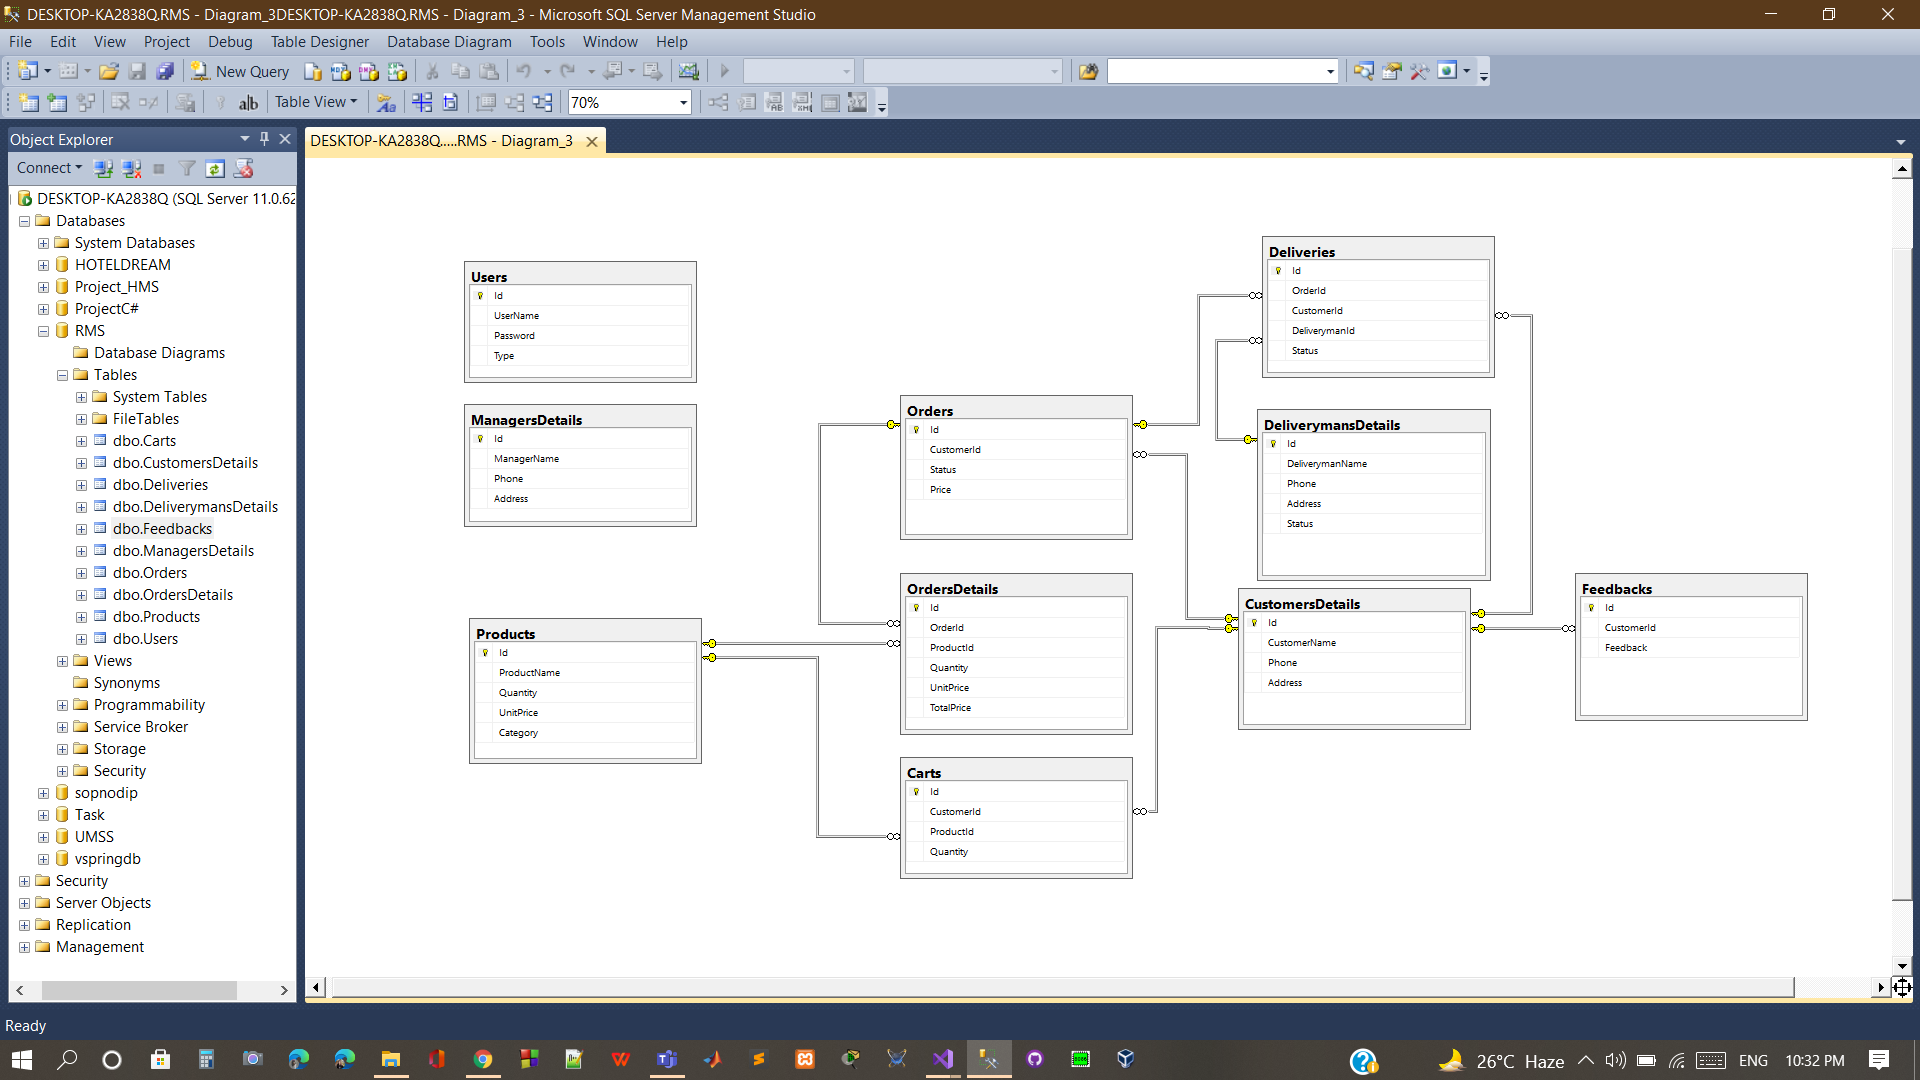 DESKTOP-KA2838Q.RMS - Diagram_3DESKTOP-KA2838Q.RMS - Diagram_3 - Microsoft SQL Server Management Studio
File Edit View Project Debug Table Designer Database Diagram Tools Window Help
New Query
Table View 70%
Object Explorer
Connect
DESKTOP-KA2838Q (SQL Server 11.0.62
Databases
System Databases
HOTELDREAM
Project_HMS
ProjectC#
RMS
Database Diagrams
Tables
System Tables
FileTables
dbo.Carts
dbo.CustomersDetails
dbo.Deliveries
dbo.DeliverymansDetails
dbo.Feedbacks
dbo.ManagersDetails
dbo.Orders
dbo.OrdersDetails
dbo.Products
dbo.Users
Views
Synonyms
Programmability
Service Broker
Storage
Security
sopnodip
Task
UMSS
vspringdb
Security
Server Objects
Replication
Management
DESKTOP-KA2838Q.....RMS - Diagram_3
Users
Id
UserName
Password
Type
ManagersDetails
Id
ManagerName
Phone
Address
Products
Id
ProductName
Quantity
UnitPrice
Category
Orders
Id
CustomerId
Status
Price
OrdersDetails
Id
OrderId
ProductId
Quantity
UnitPrice
TotalPrice
Carts
Id
CustomerId
ProductId
Quantity
Deliveries
Id
OrderId
CustomerId
DeliverymanId
Status
DeliverymansDetails
Id
DeliverymanName
Phone
Address
Status
CustomersDetails
Id
CustomerName
Phone
Address
Feedbacks
Id
CustomerId
Feedback
Ready
26°C Haze ENG 10:32 PM